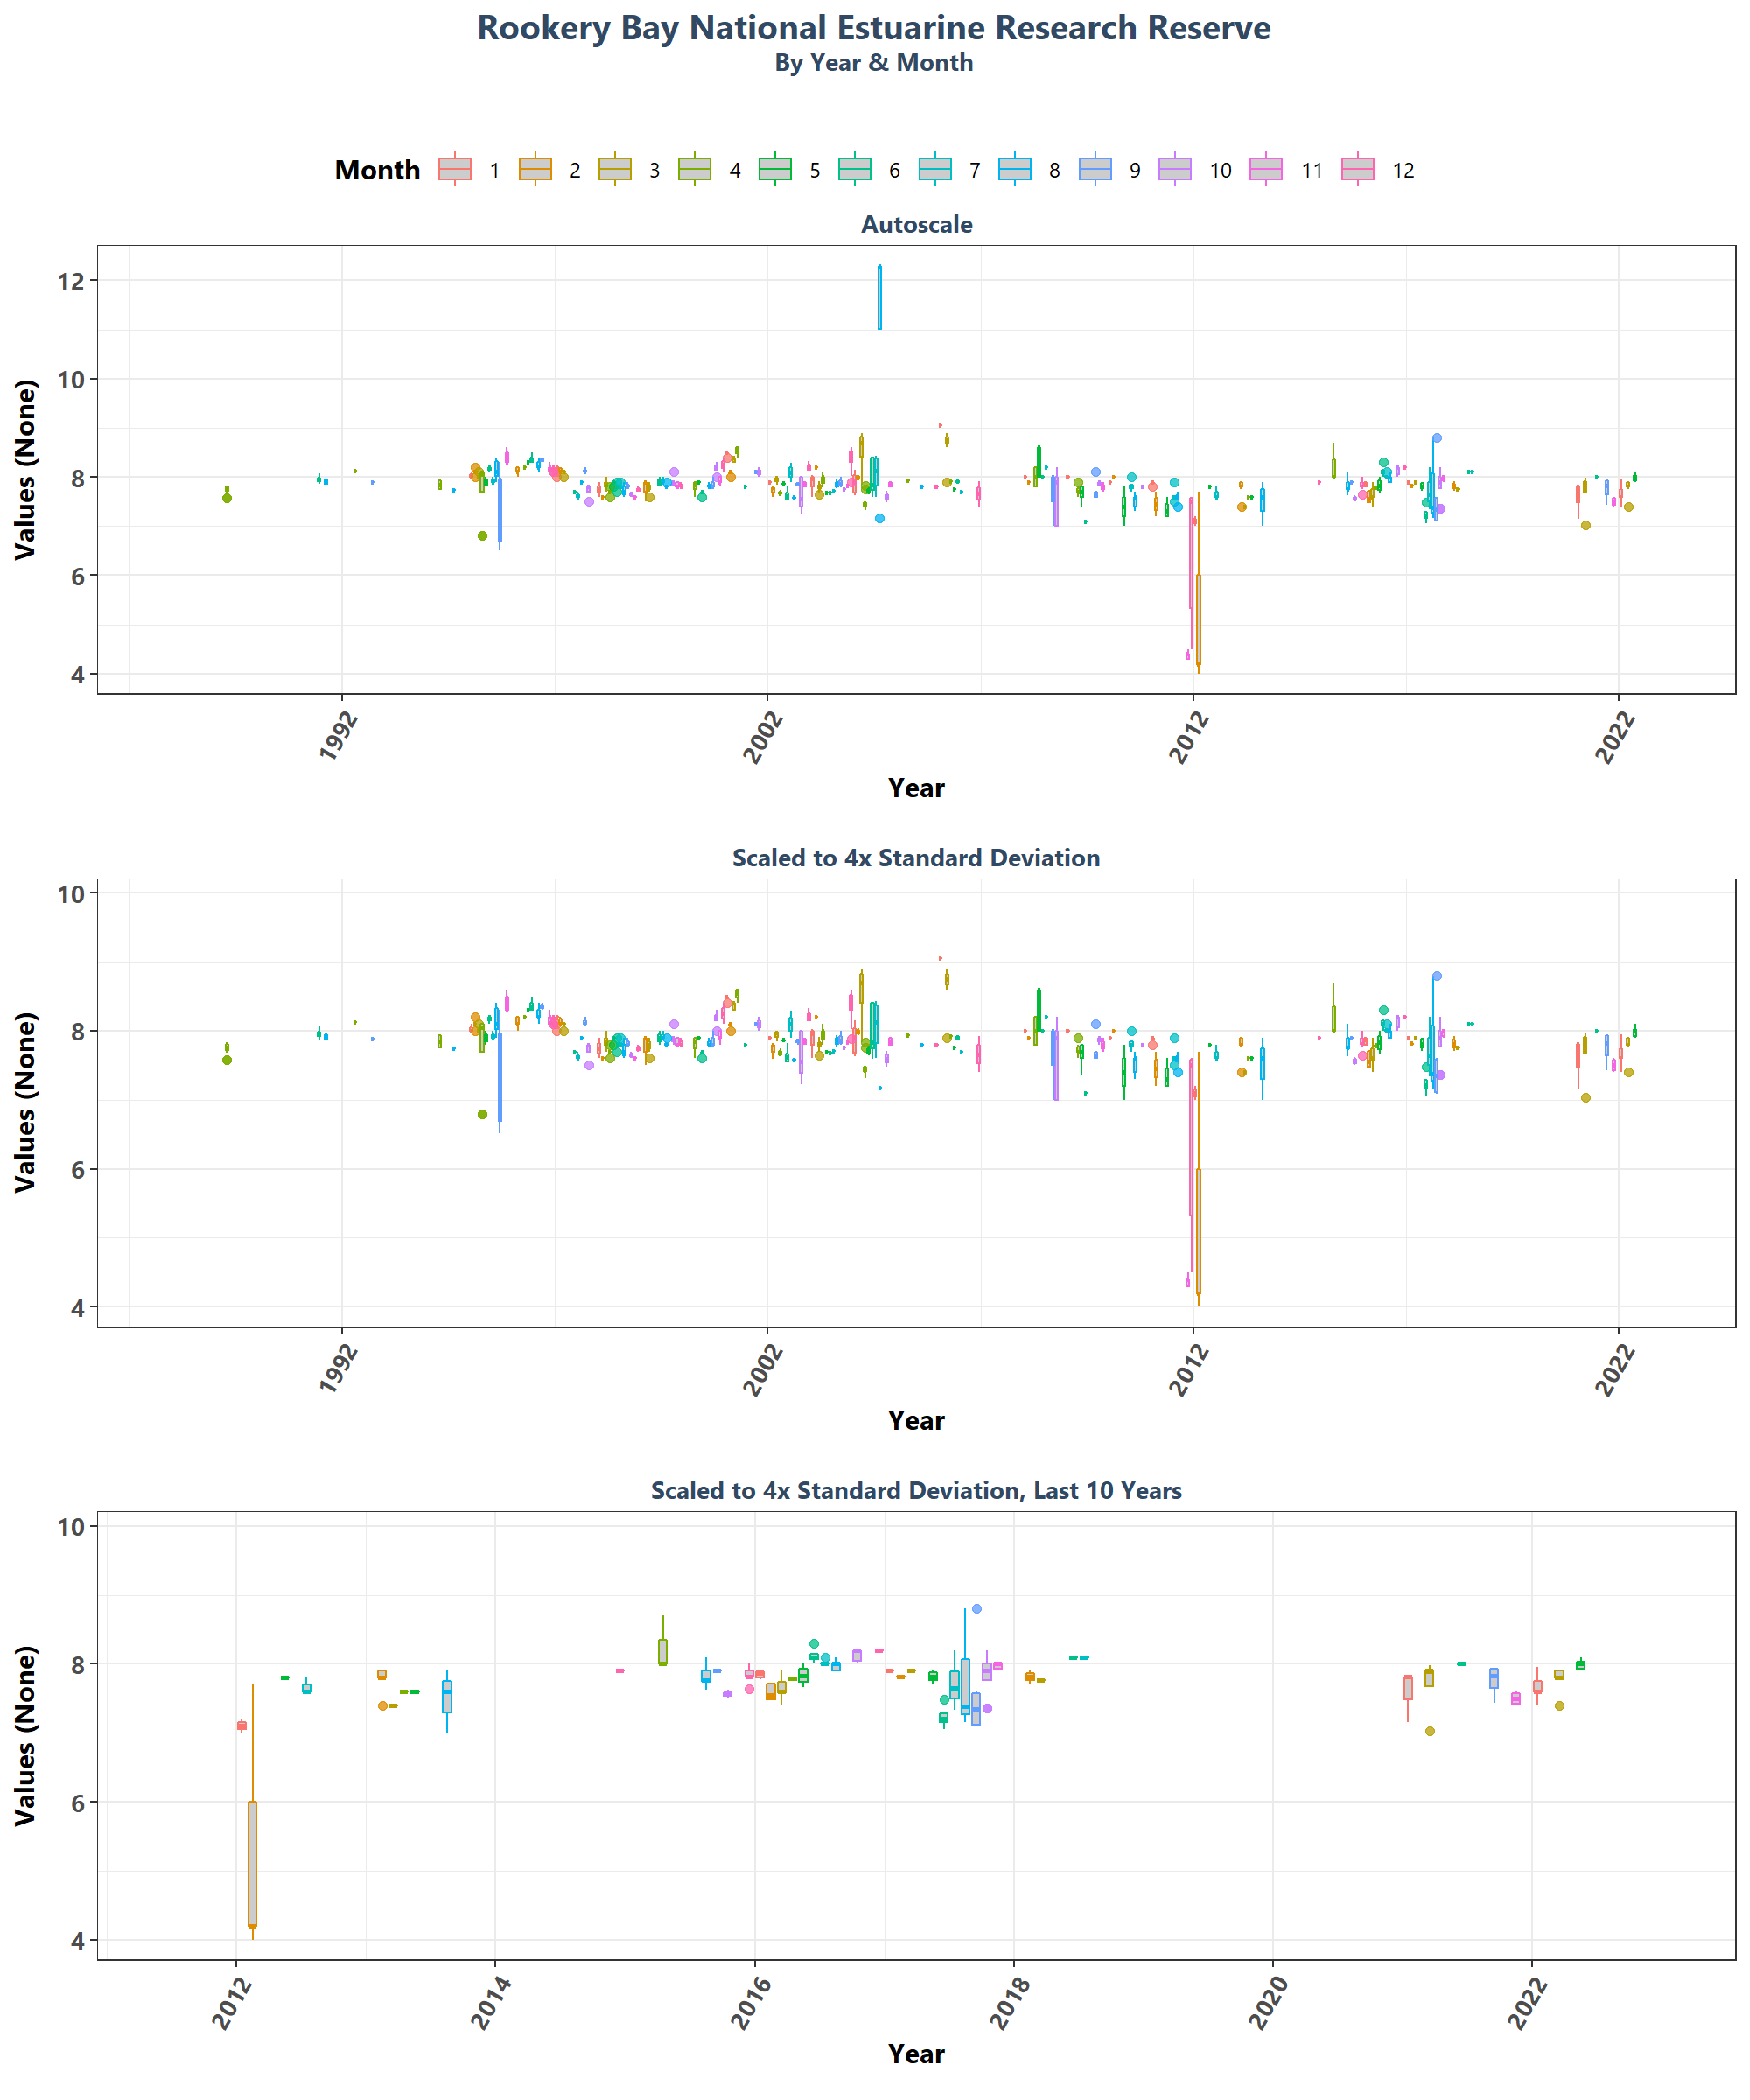 Rookery Bay National Estuarine Research Reserve
By Year & Month
Month 1 2 3 4 5 6 7 8 9 10 11 12
Autoscale
Values (None)
12
10
8
6
4
1992 2002 2012 2022
Year
Scaled to 4x Standard Deviation
Values (None)
10
8
6
4
1992 2002 2012 2022
Year
Scaled to 4x Standard Deviation, Last 10 Years
Values (None)
10
8
6
4
2012 2014 2016 2018 2020 2022
Year